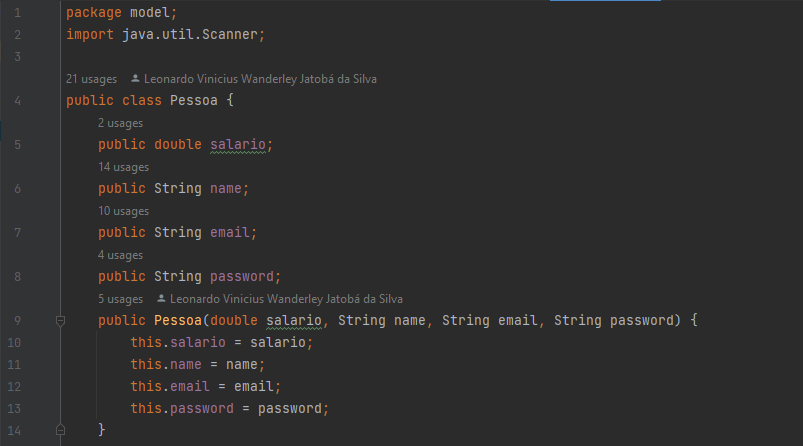 1 package model;
2 import java.util.Scanner;
3
21 usages Leonardo Vinicius Wanderley Jatobá da Silva
4 public class Pessoa {
2 usages
5 public double salario;
14 usages
6 public String name;
10 usages
7 public String email;
4 usages
8 public String password;
5 usages Leonardo Vinicius Wanderley Jatobá da Silva
9 public Pessoa(double salario, String name, String email, String password) {
10 this.salario = salario;
11 this.name = name;
12 this.email = email;
13 this.password = password;
14 }